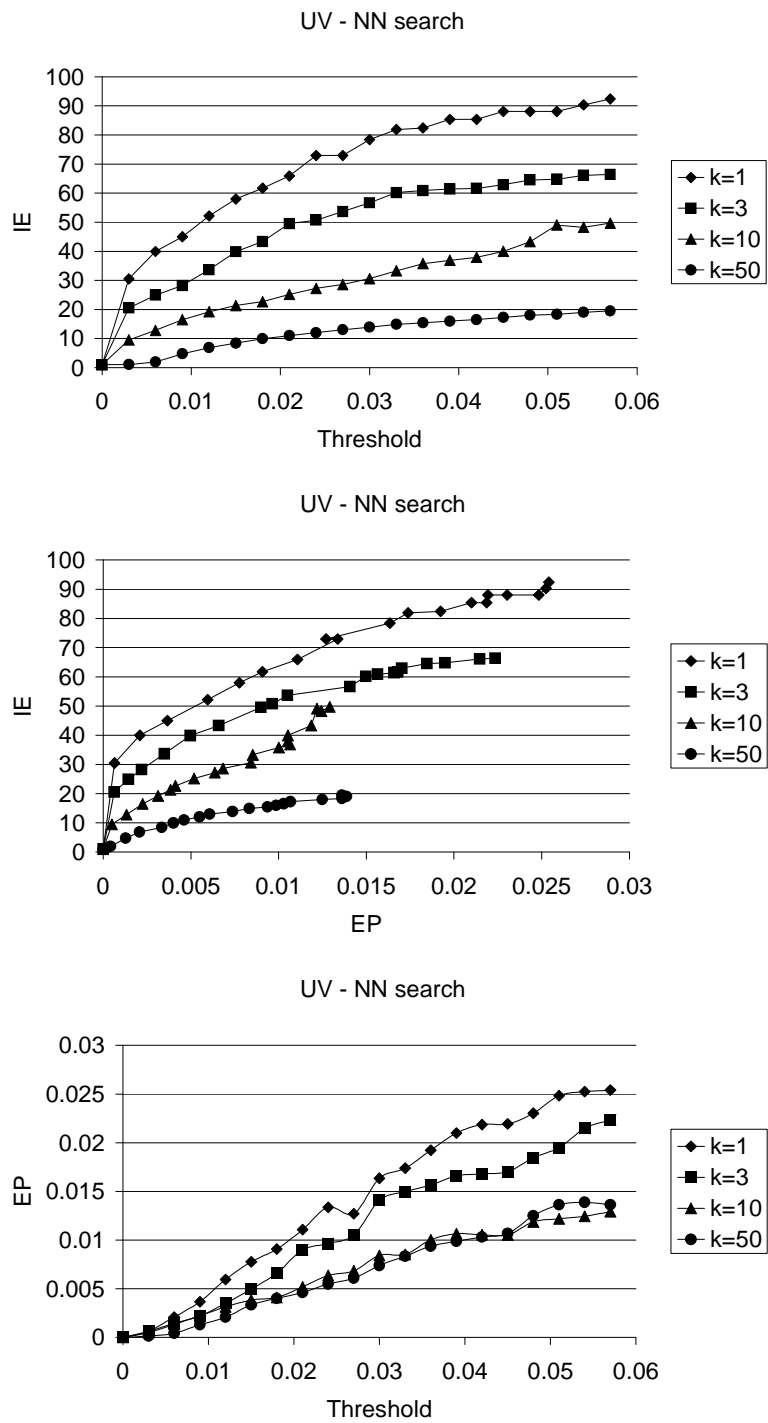 UV - NN search
100
90
80
70
60
50
40
30
20
10
0
IE
0 0.01 0.02 0.03 0.04 0.05 0.06
Threshold
k=1
k=3
k=10
k=50
UV - NN search
100
90
80
70
60
50
40
30
20
10
0
IE
0 0.005 0.01 0.015 0.02 0.025 0.03
EP
k=1
k=3
k=10
k=50
UV - NN search
0.03
0.025
0.02
0.015
0.01
0.005
0
EP
0 0.01 0.02 0.03 0.04 0.05 0.06
Threshold
k=1
k=3
k=10
k=50